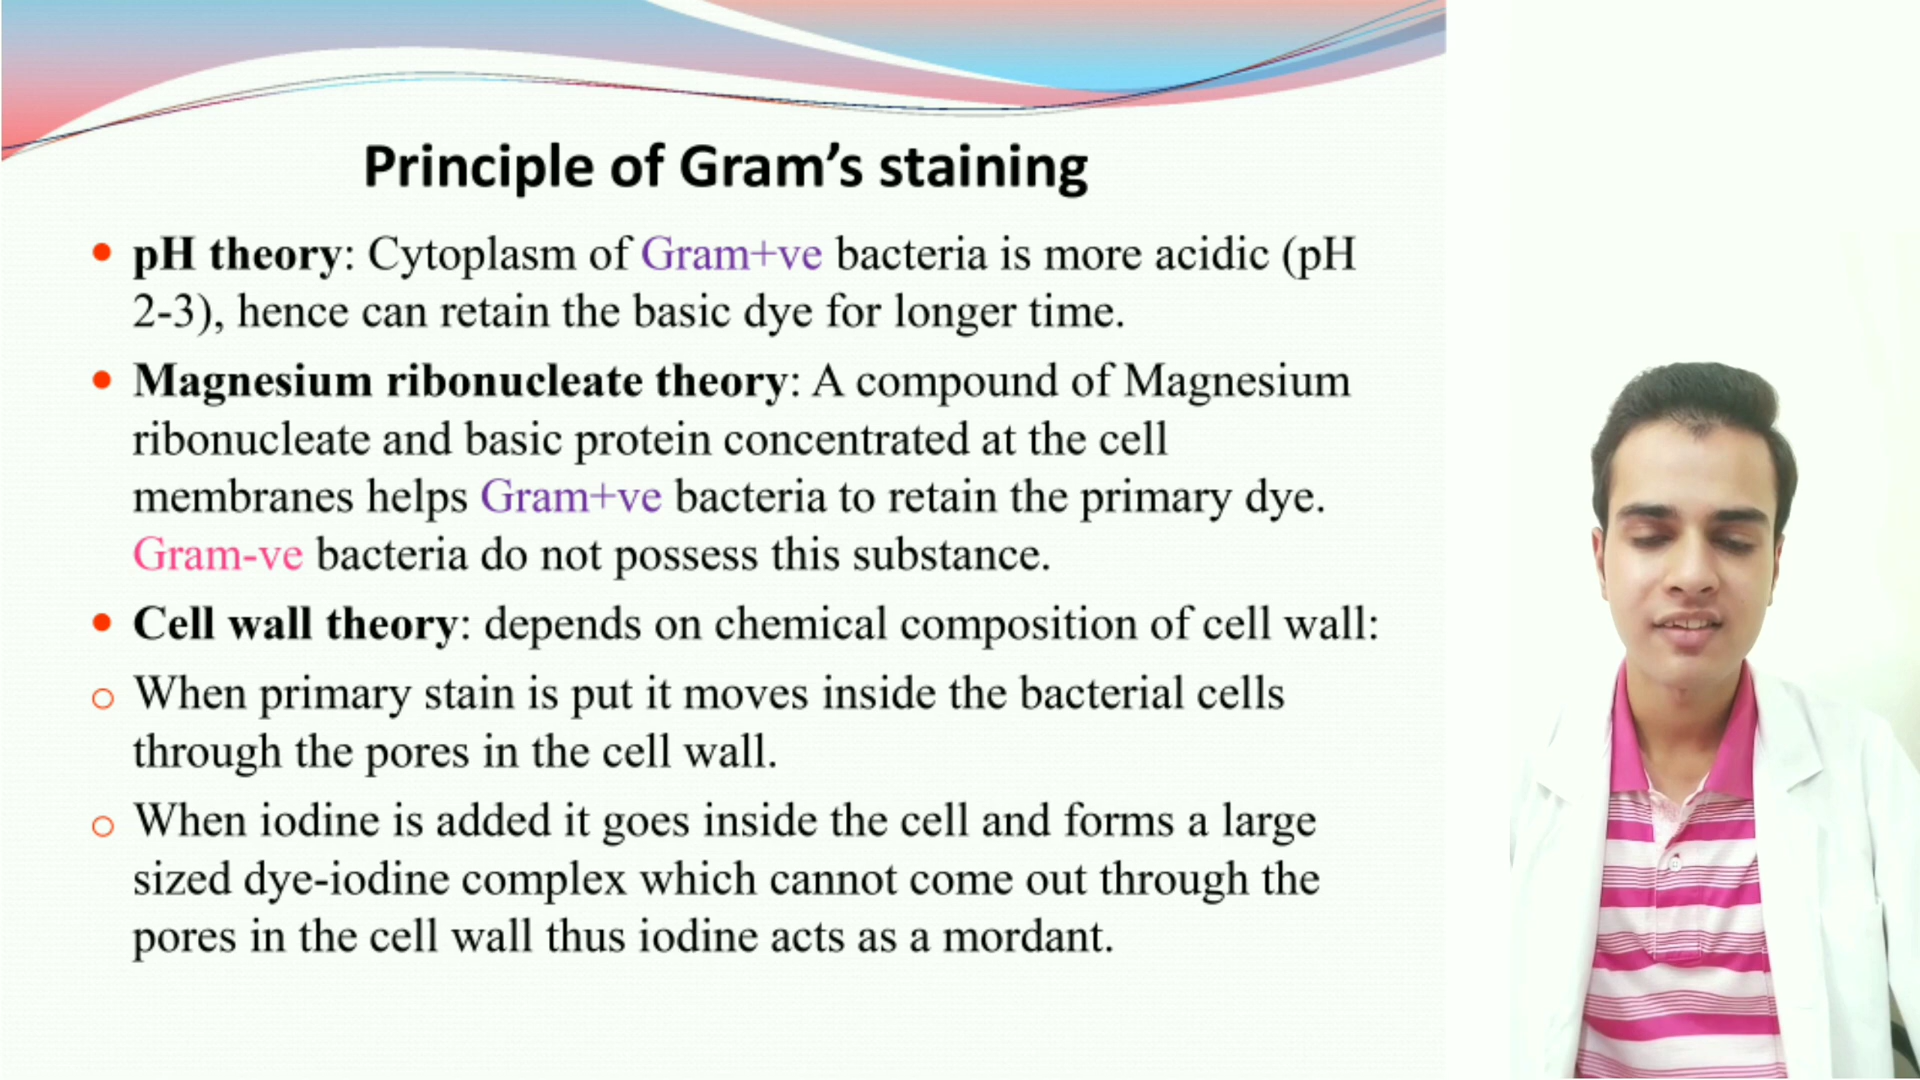 Principle of Gram’s staining
pH theory: Cytoplasm of Gram+ve bacteria is more acidic (pH
2-3), hence can retain the basic dye for longer time.
Magnesium ribonucleate theory: A compound of Magnesium
ribonucleate and basic protein concentrated at the cell
membranes helps Gram+ve bacteria to retain the primary dye.
Gram-ve bacteria do not possess this substance.
Cell wall theory: depends on chemical composition of cell wall:
When primary stain is put it moves inside the bacterial cells
through the pores in the cell wall.
When iodine is added it goes inside the cell and forms a large
sized dye-iodine complex which cannot come out through the
pores in the cell wall thus iodine acts as a mordant.